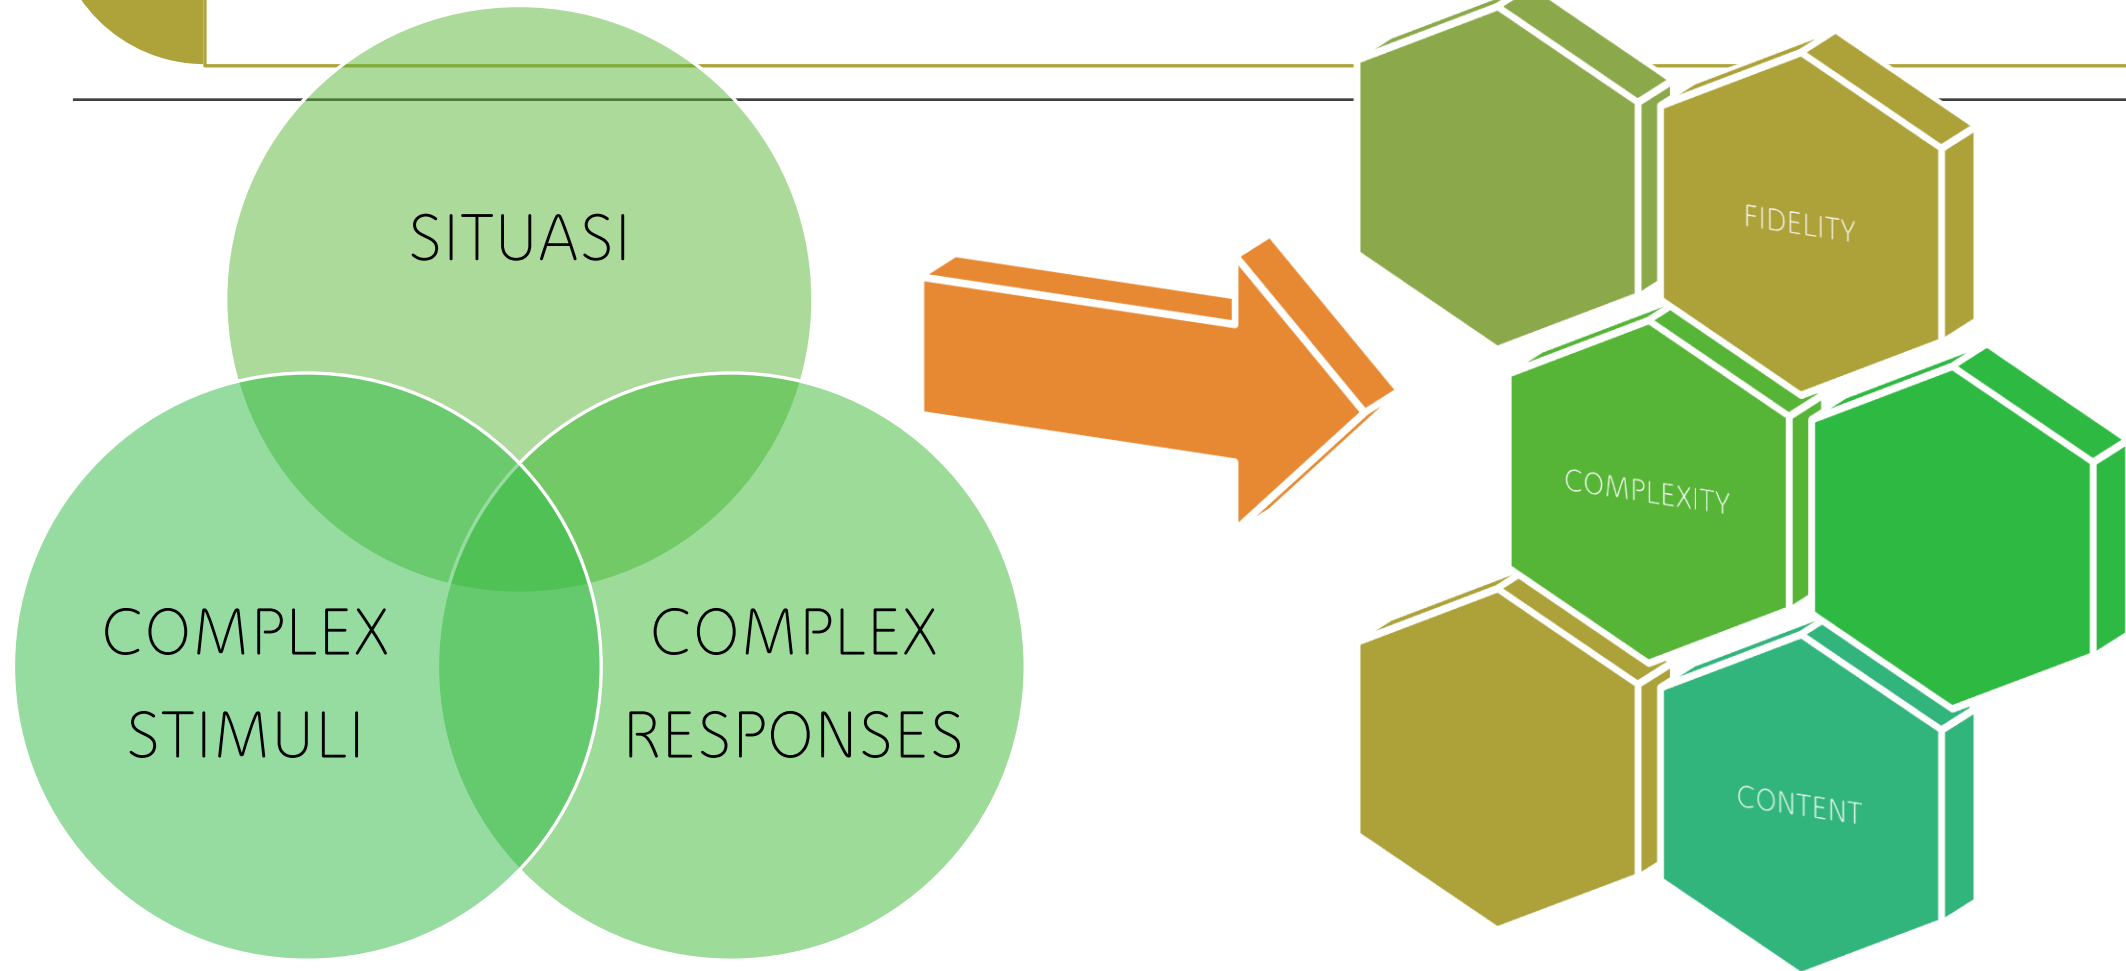 SITUASI
COMPLEX
STIMULI
COMPLEX
RESPONSES
FIDELITY
COMPLEXITY
CONTENT